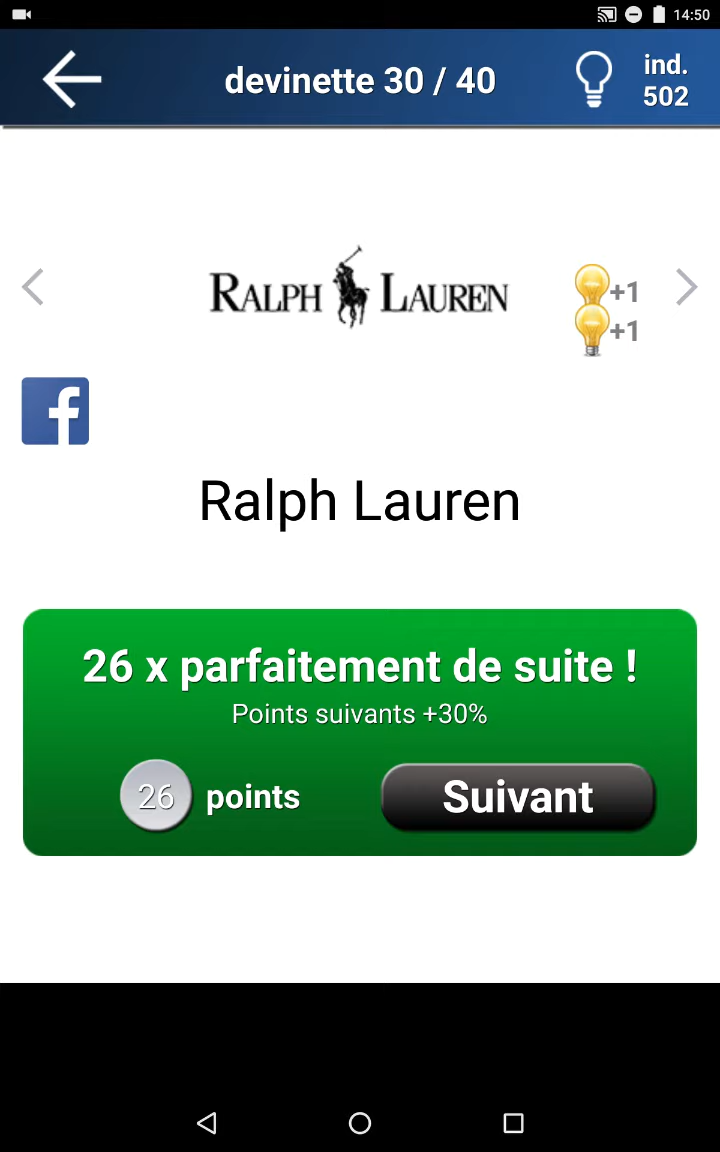 14:50
devinette 30 / 40
ind.
502
RALPH LAUREN
+1
+1
f
Ralph Lauren
26 x parfaitement de suite !
Points suivants +30%
26 points
Suivant